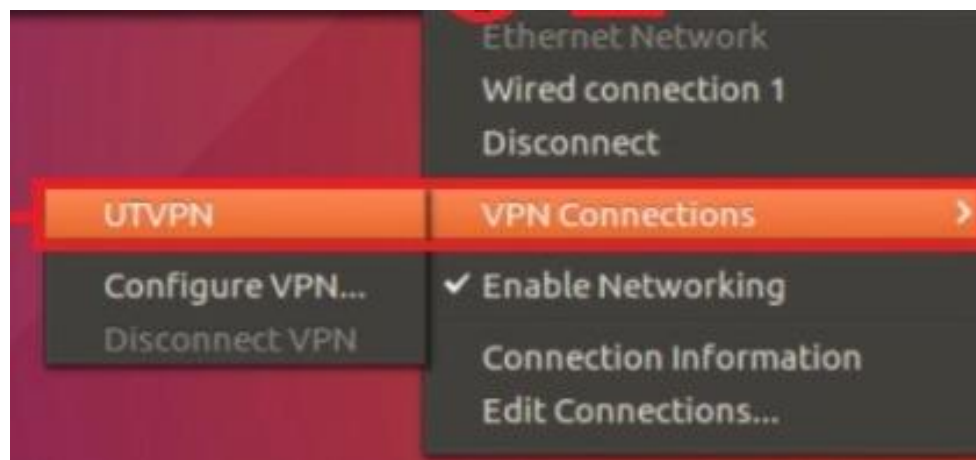 Ethernet Network
Wired connection 1
Disconnect
UTVPN
VPN Connections
Configure VPN...
Enable Networking
Disconnect VPN
Connection Information
Edit Connections...